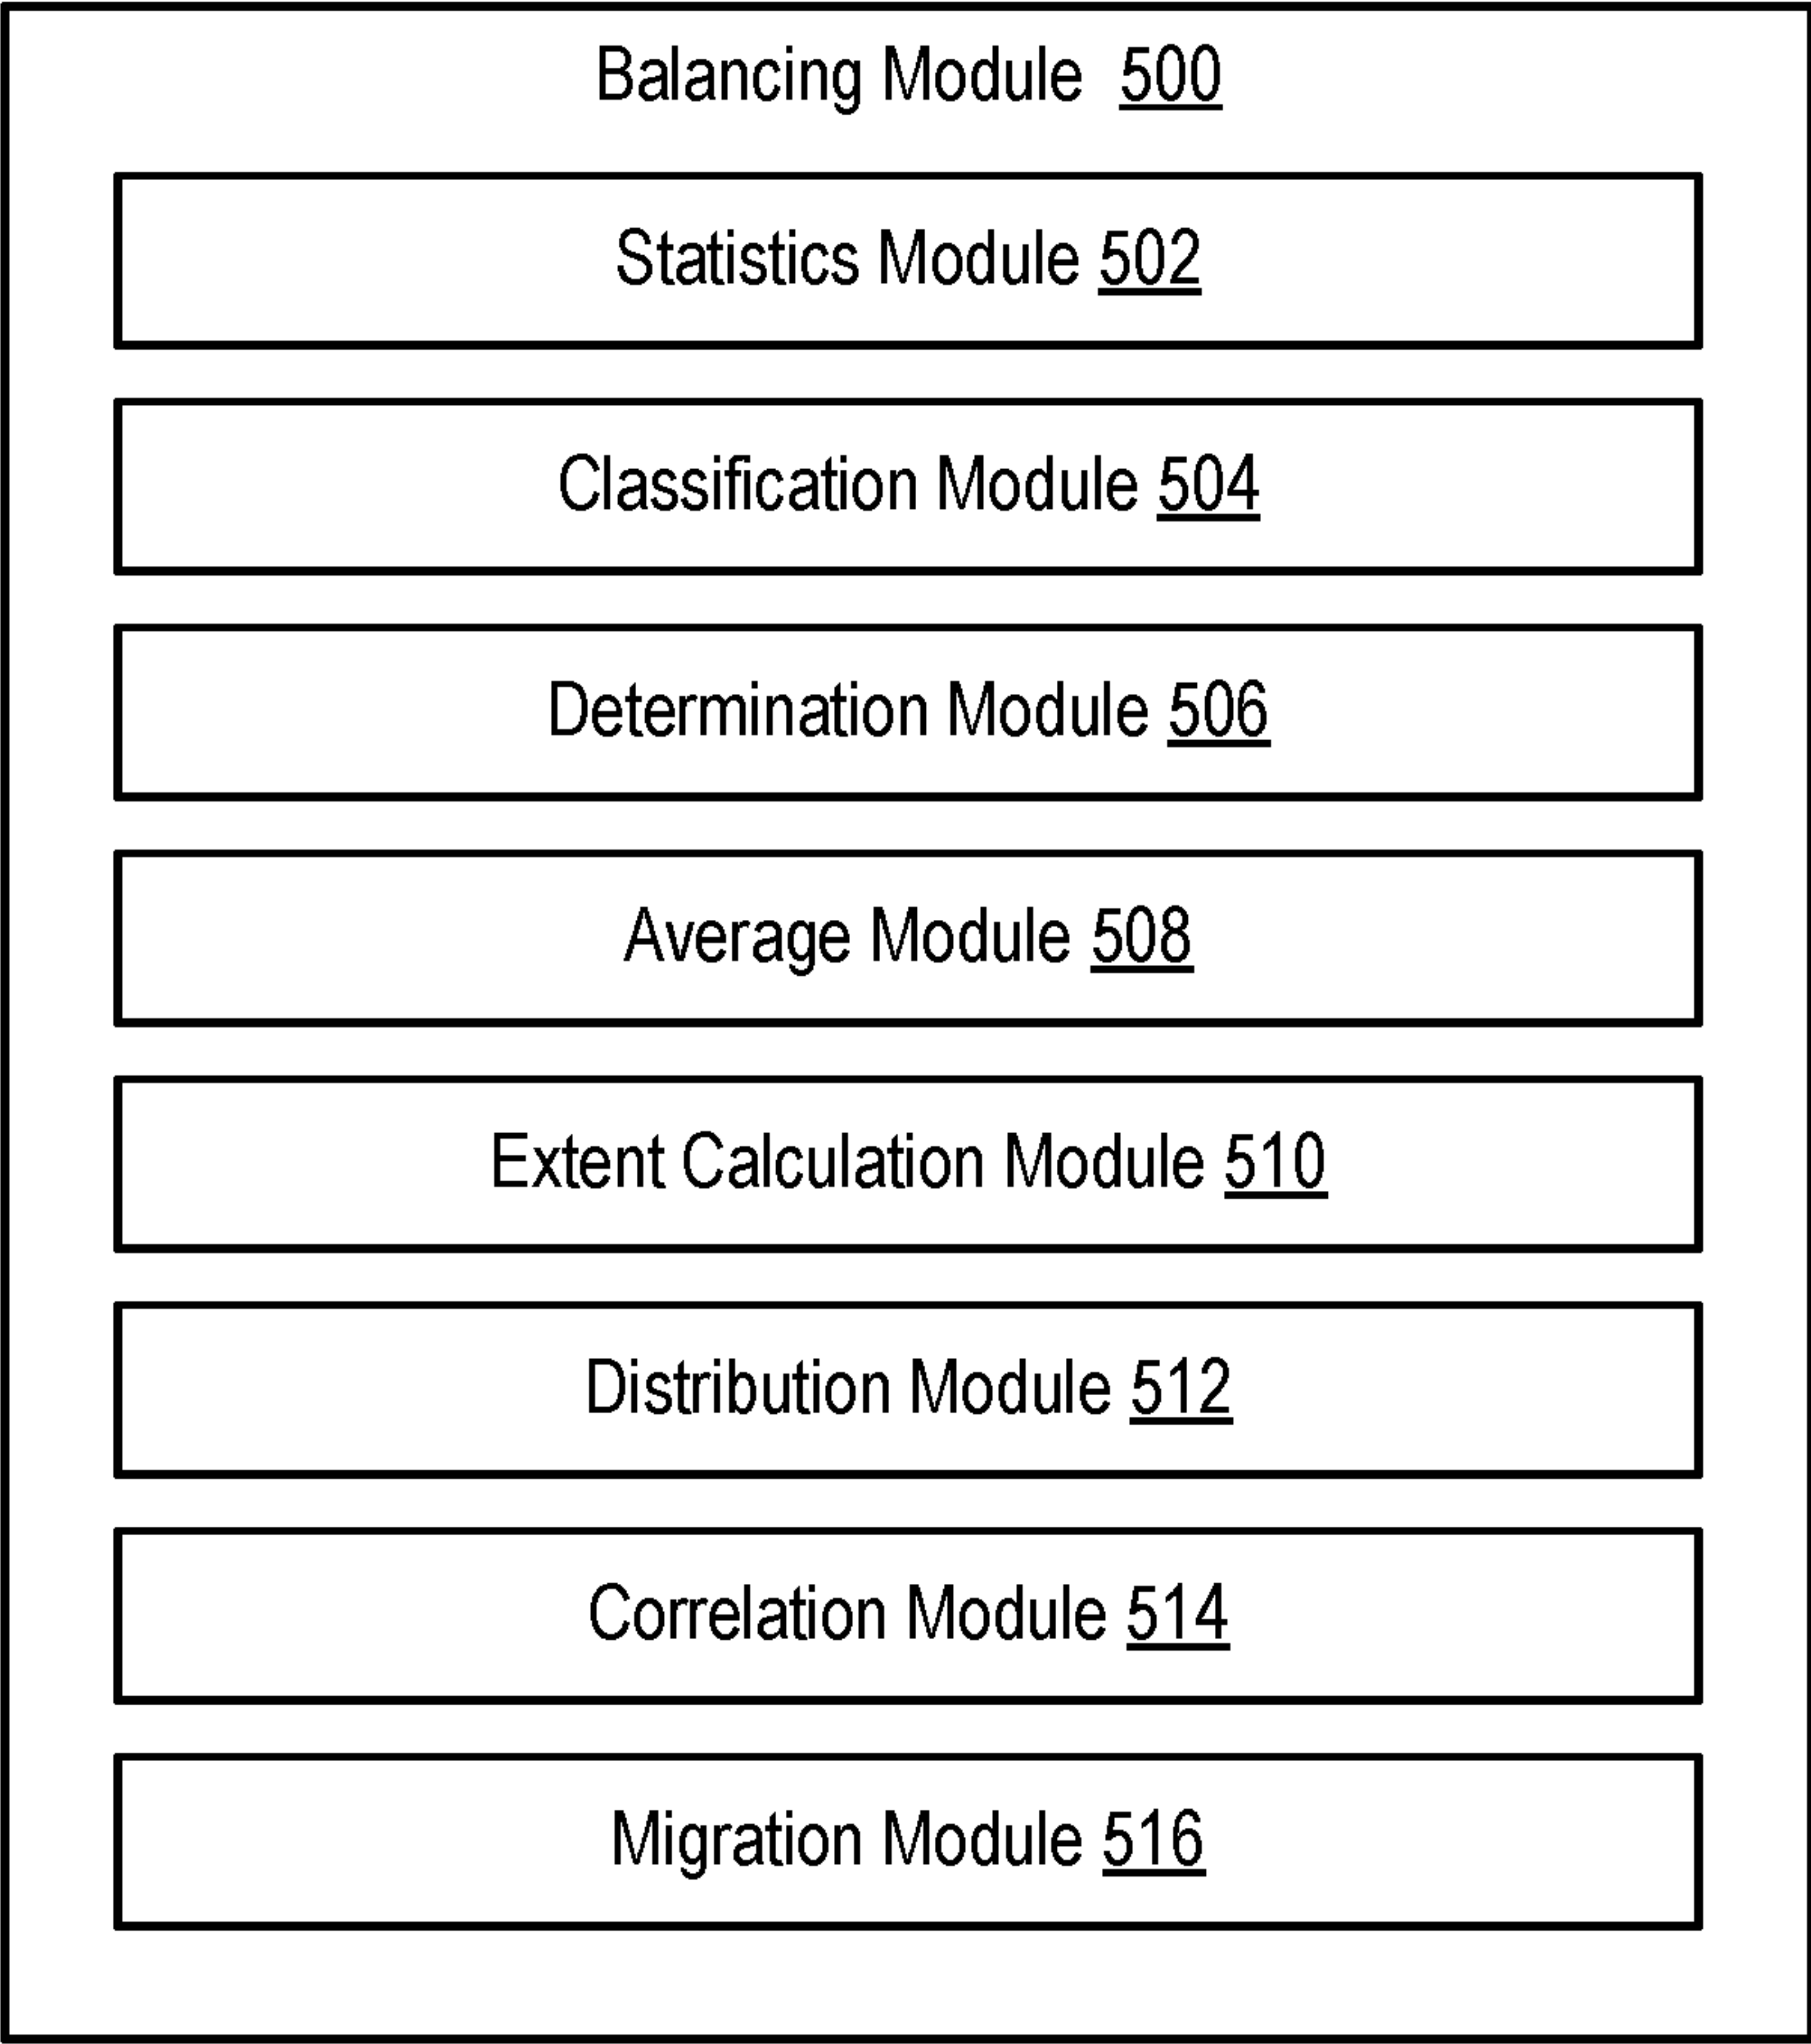 Balancing Module 500
Statistics Module 502
Classification Module 504
Determination Module 506
Average Module 508
Extent Calculation Module 510
Distribution Module 512
Correlation Module 514
Migration Module 516